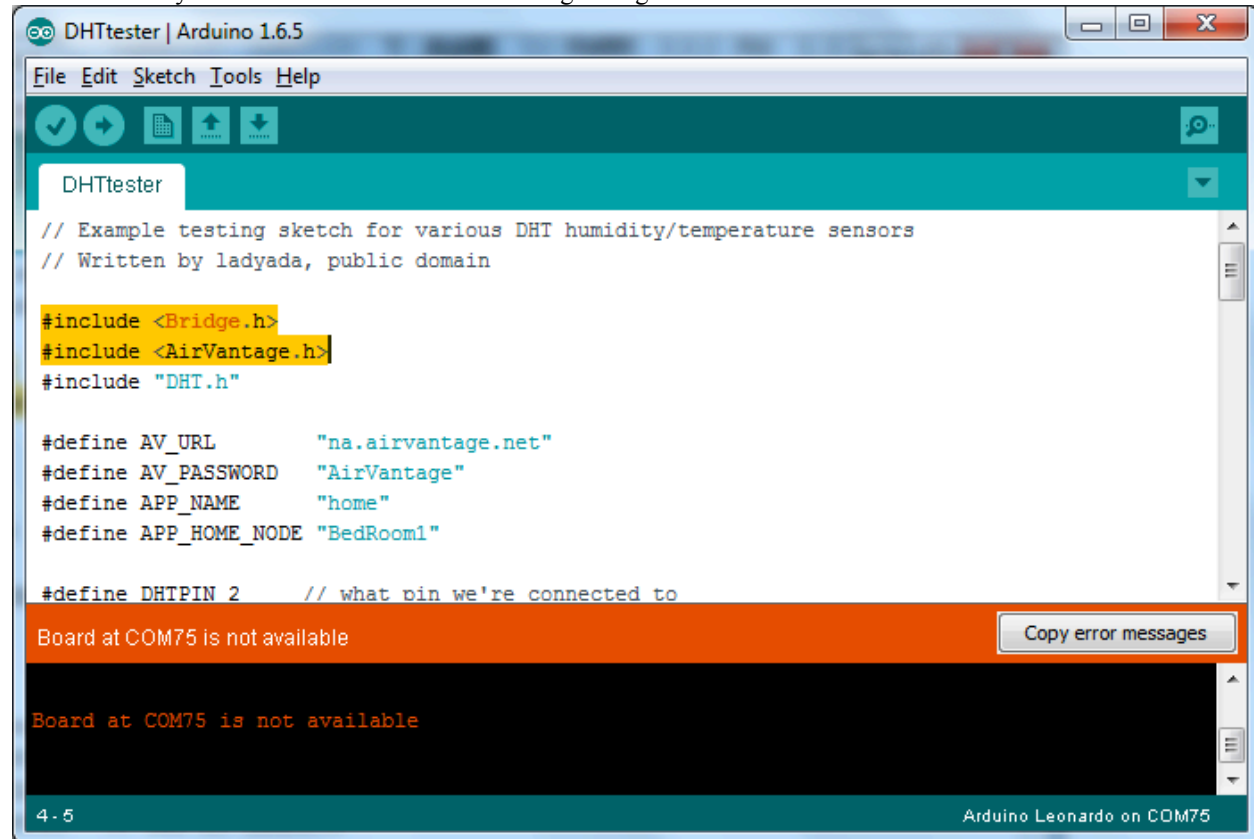 DHTtester | Arduino 1.6.5
File Edit Sketch Tools Help
DHTtester
// Example testing sketch for various DHT humidity/temperature sensors
// Written by ladyada, public domain
#include <Bridge.h>
#include <AirVantage.h>
#include "DHT.h"
#define AV_URL "na.airvantage.net"
#define AV_PASSWORD "AirVantage"
#define APP_NAME "home"
#define APP_HOME_NODE "BedRoom1"
#define DHTPIN 2 // what pin we're connected to
Board at COM75 is not available
Copy error messages
Board at COM75 is not available
4 - 5
Arduino Leonardo on COM75